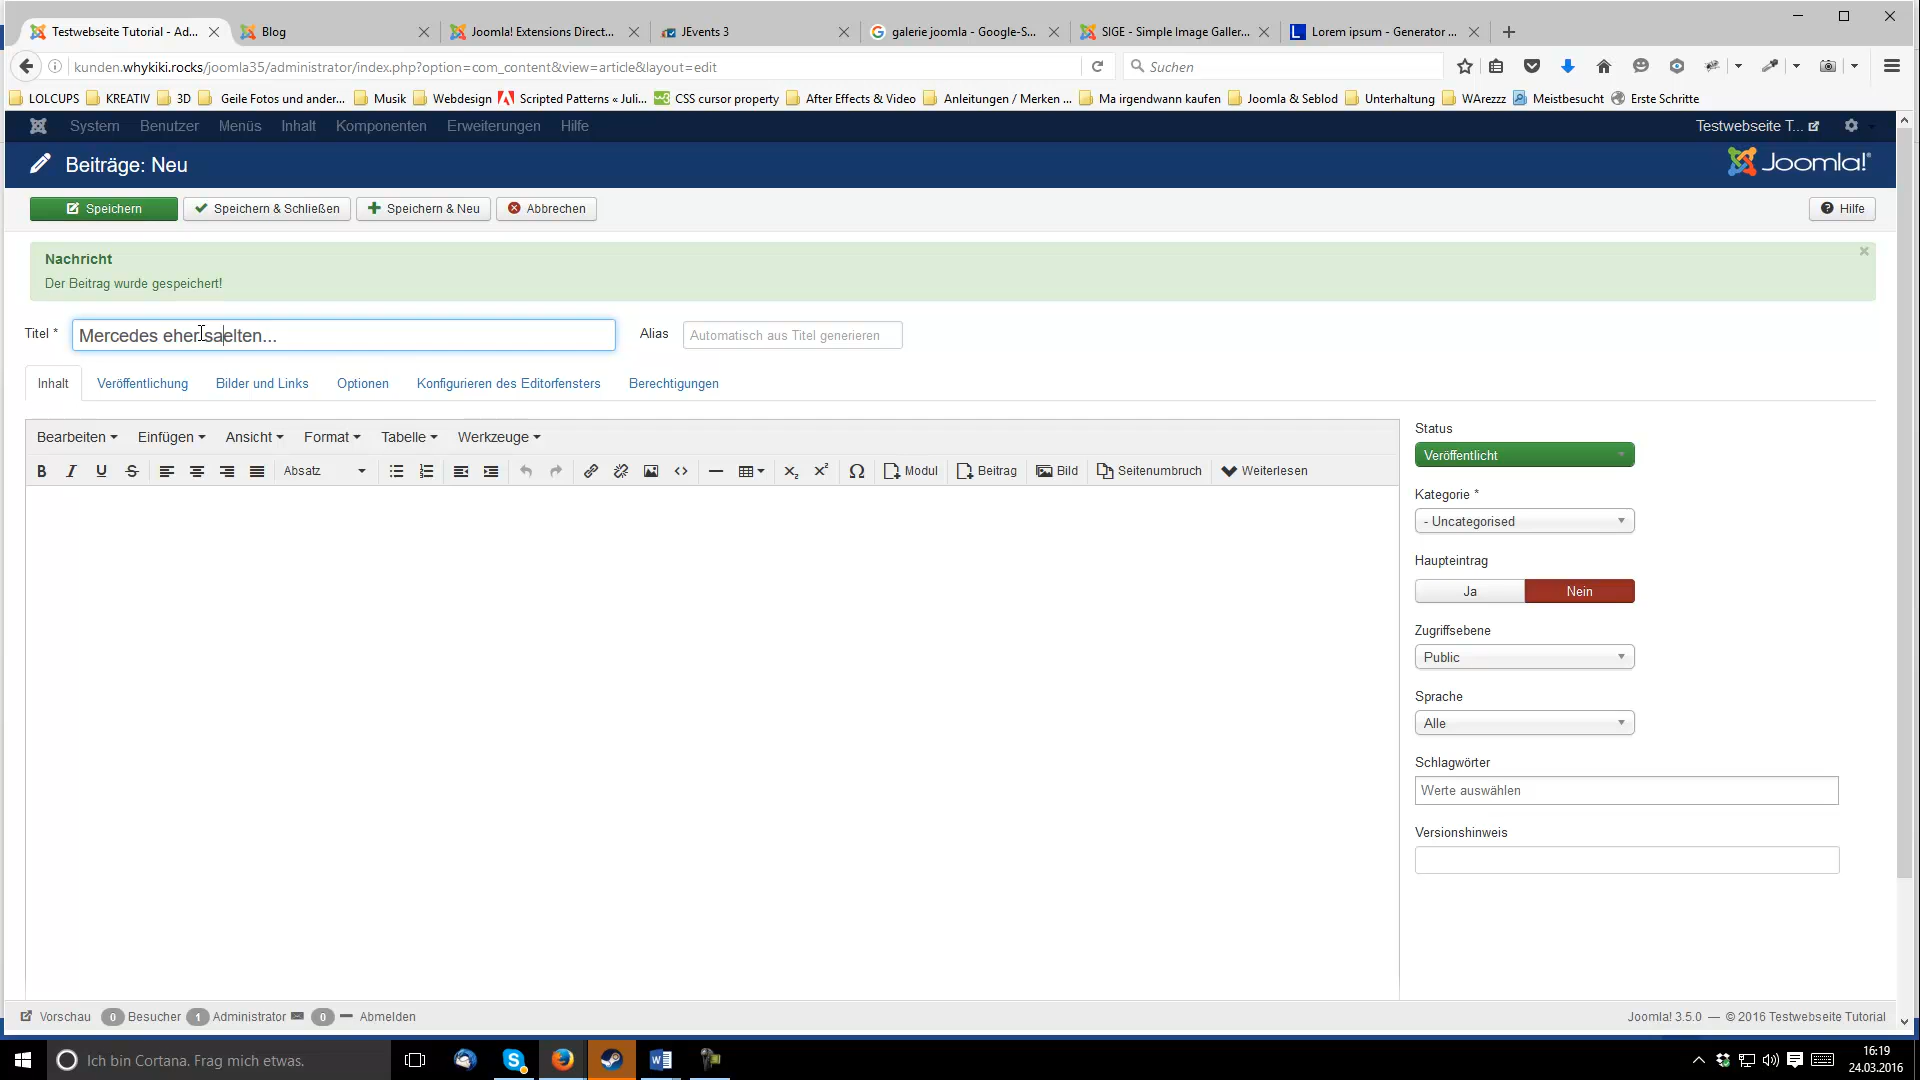 Testwebseite Tutorial - Ad...
Blog
Joomla! Extensions Direct...
JEvents 3
galerie joomla - Google-S...
SIGE - Simple Image Galler...
Lorem ipsum - Generator ...
kunden.whykiki.rocks/joomla35/administrator/index.php?option=com_content&view=article&layout=edit
Suchen
LOLCUPS
KREATIV
3D
Geile Fotos und ander...
Musik
Webdesign
Scripted Patterns « Juli...
CSS cursor property
After Effects & Video
Anleitungen / Merken ...
Ma irgendwann kaufen
Joomla & Seblod
Unterhaltung
WArezzz
Meistbesucht
Erste Schritte
System
Benutzer
Menüs
Inhalt
Komponenten
Erweiterungen
Hilfe
Testwebseite T...
Beiträge: Neu
Joomla!
Speichern
Speichern & Schließen
Speichern & Neu
Abbrechen
Hilfe
Nachricht
Der Beitrag wurde gespeichert!
Titel *
Mercedes eher saelten...
Alias
Automatisch aus Titel generieren
Inhalt
Veröffentlichung
Bilder und Links
Optionen
Konfigurieren des Editorfensters
Berechtigungen
Bearbeiten
Einfügen
Ansicht
Format
Tabelle
Werkzeuge
Absatz
Modul
Beitrag
Bild
Seitenumbruch
Weiterlesen
Status
Veröffentlicht
Kategorie *
- Uncategorised
Haupteintrag
Ja
Nein
Zugriffsebene
Public
Sprache
Alle
Schlagwörter
Werte auswählen
Versionshinweis
Vorschau
0 Besucher
1 Administrator
0
Abmelden
Joomla! 3.5.0 — © 2016 Testwebseite Tutorial
Ich bin Cortana. Frag mich etwas.
16:19
24.03.2016